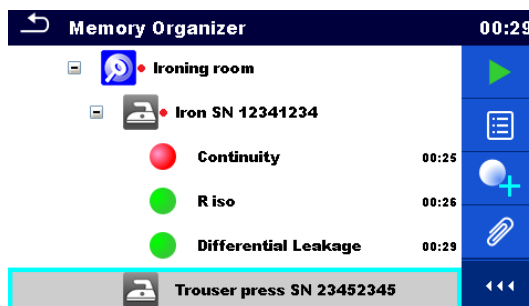 Memory Organizer 00:29
Ironing room
Iron SN 12341234
Continuity 00:25
R iso 00:26
Differential Leakage 00:29
Trouser press SN 23452345